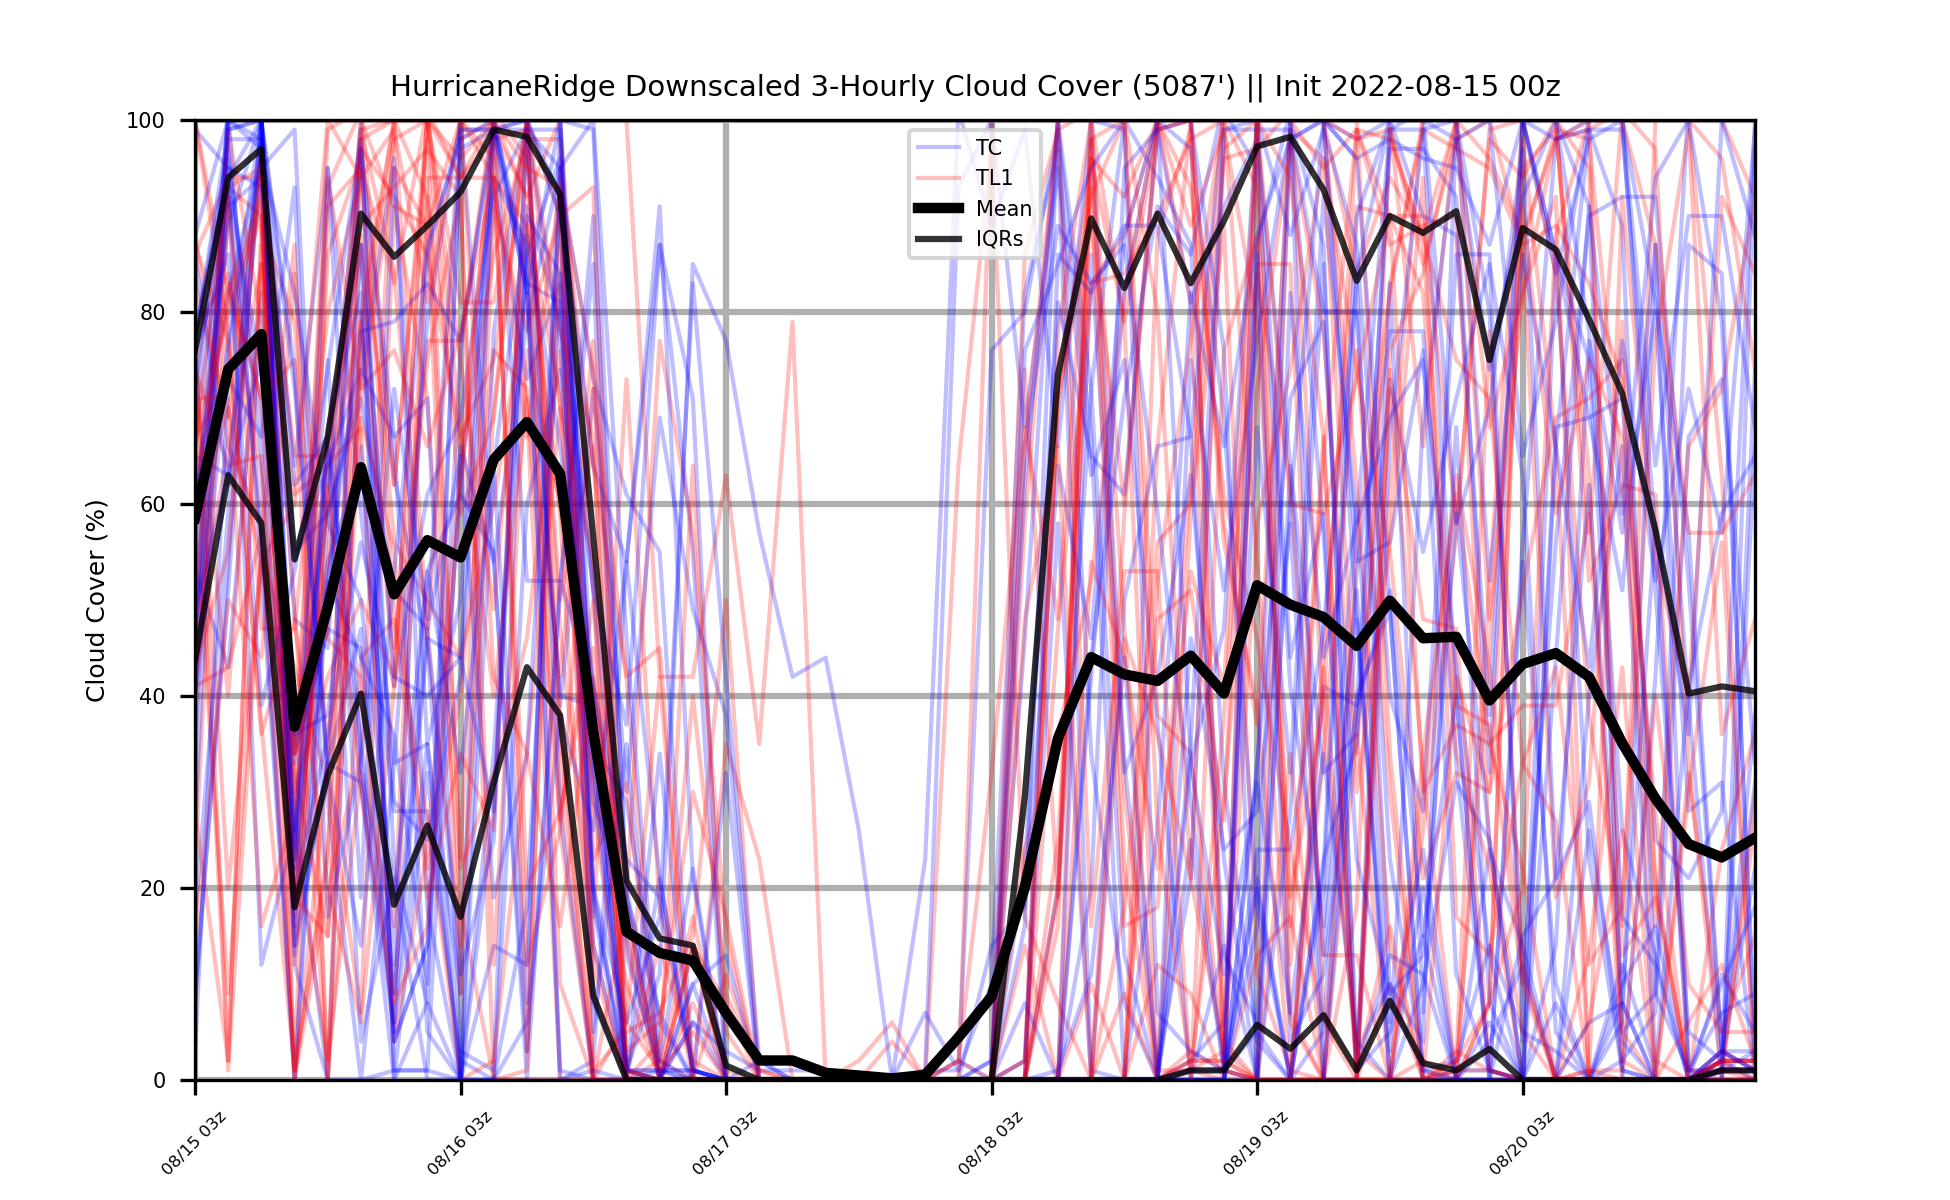 HurricaneRidge Downscaled 3-Hourly Cloud Cover (5087') || Init 2022-08-15 00z
TC
TL1
Mean
IQRs
Cloud Cover (%)
100
80
60
40
20
0
08/15 03z
08/16 03z
08/17 03z
08/18 03z
08/19 03z
08/20 03z